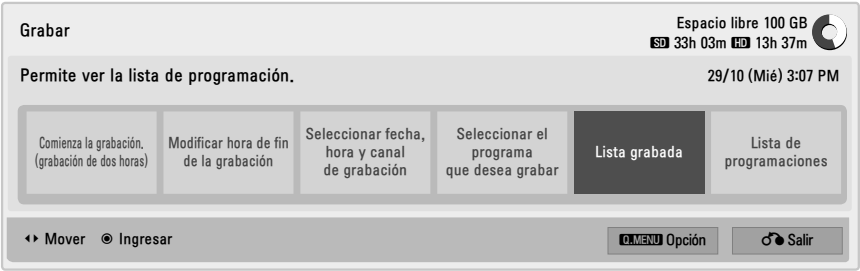 Grabar
Espacio libre 100 GB
SD 33h 03m HD 13h 37m
Permite ver la lista de programación.
29/10 (Mié) 3:07 PM
Comienza la grabación.
(grabación de dos horas)
Modificar hora de fin
de la grabación
Seleccionar fecha,
hora y canal
de grabación
Seleccionar el
programa
que desea grabar
Lista grabada
Lista de
programaciones
Mover
Ingresar
Q.MENU Opción
Salir